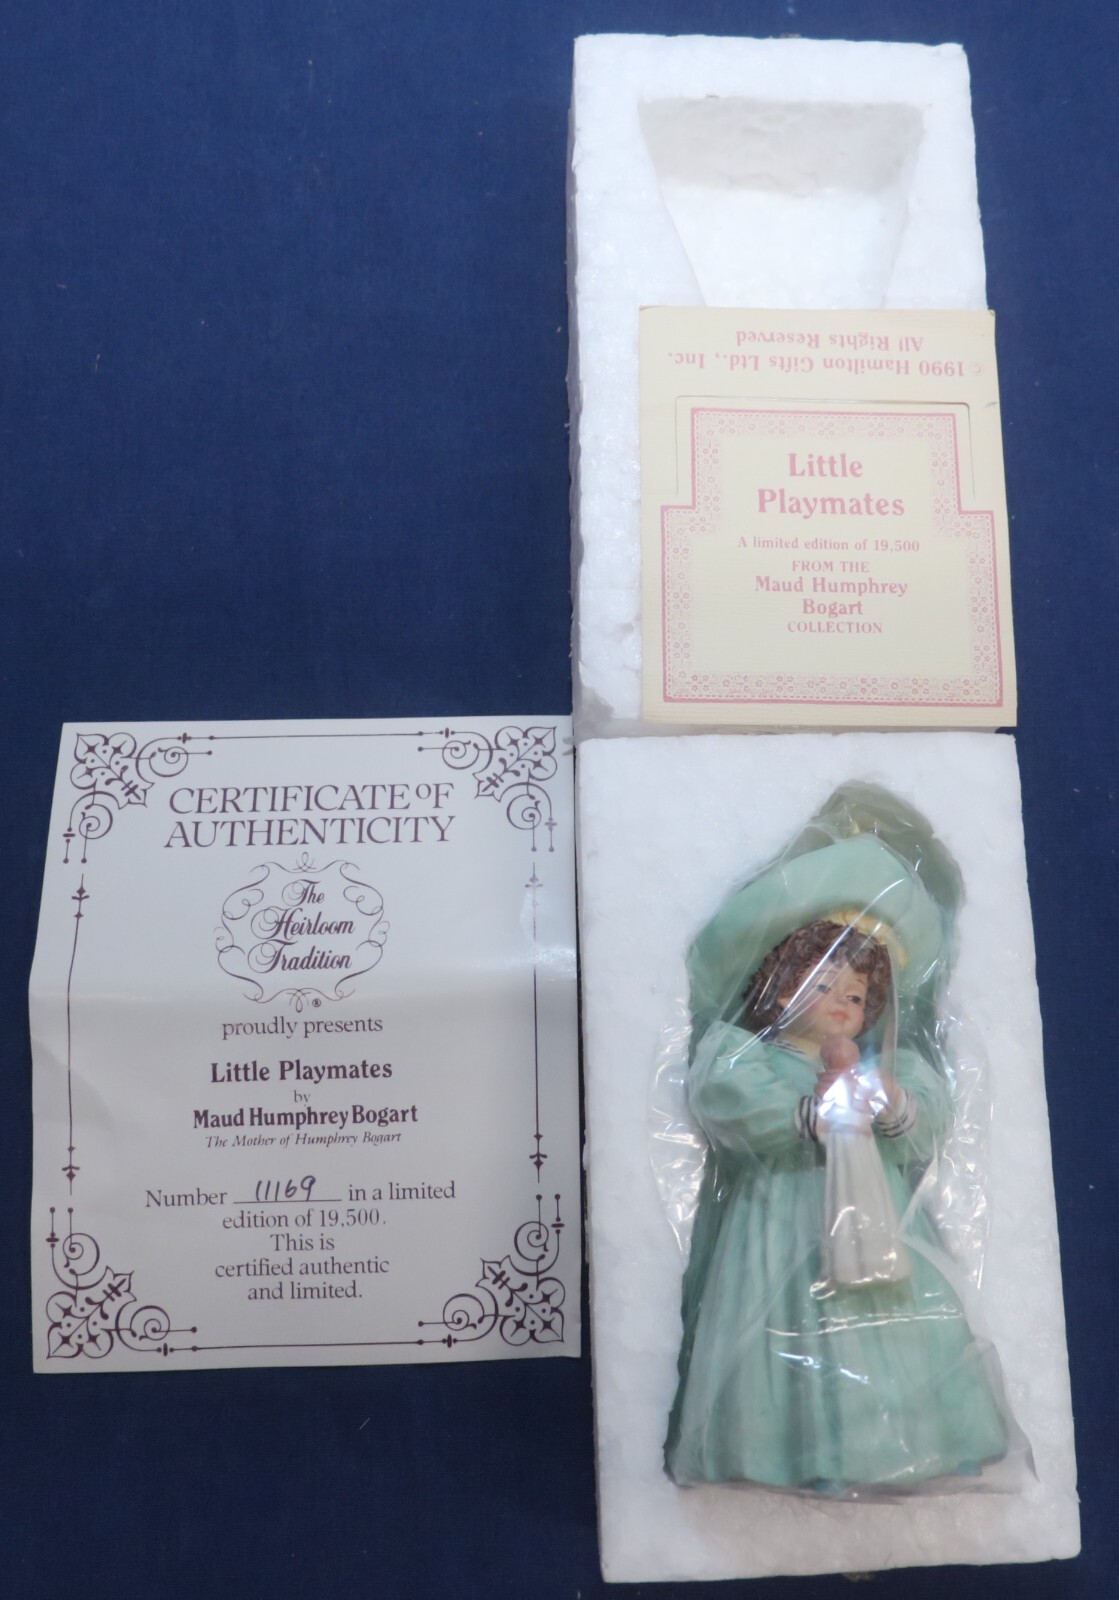 © 1990 Hamilton Gifts Ltd., Inc.
All Rights Reserved
Little
Playmates
A limited edition of 19,500
FROM THE
Maud Humphrey
Bogart
COLLECTION
CERTIFICATE OF
AUTHENTICITY
The
Heirloom
Tradition
®
proudly presents
Little Playmates
by
Maud Humphrey Bogart
The Mother of Humphrey Bogart
Number 11169 in a limited
edition of 19,500.
This is
certified authentic
and limited.